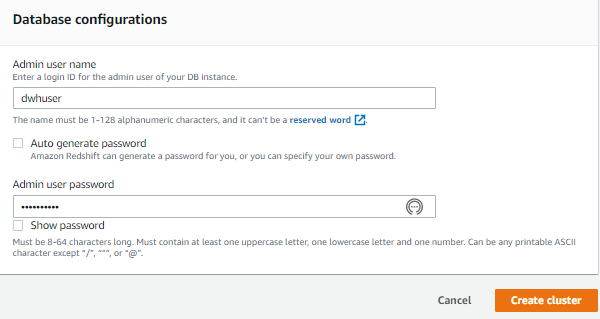 Database configurations
Admin user name
Enter a login ID for the admin user of your DB instance.
dwhuser
The name must be 1-128 alphanumeric characters, and it can't be a reserved word.
Auto generate password
Amazon Redshift can generate a password for you, or you can specify your own password.
Admin user password
••••••••••
Show password
Must be 8-64 characters long. Must contain at least one uppercase letter, one lowercase letter and one number. Can be any printable ASCII
character except "/", """, or "@".
Cancel
Create cluster